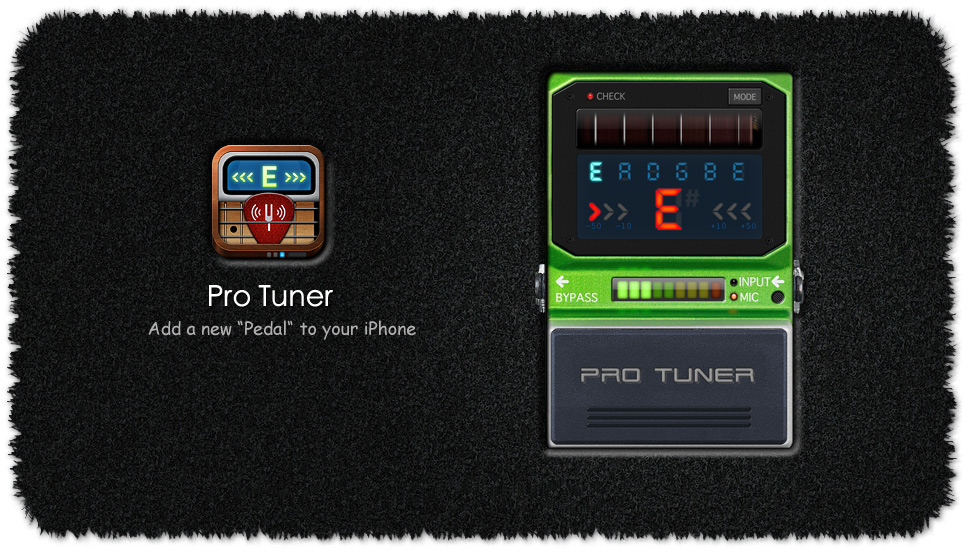 <<< E >>>
Pro Tuner
Add a new “Pedal“ to your iPhone
CHECK
MODE
E A D G B E
E #
-50 -10 +10 +50
BYPASS
INPUT
MIC
PRO TUNER